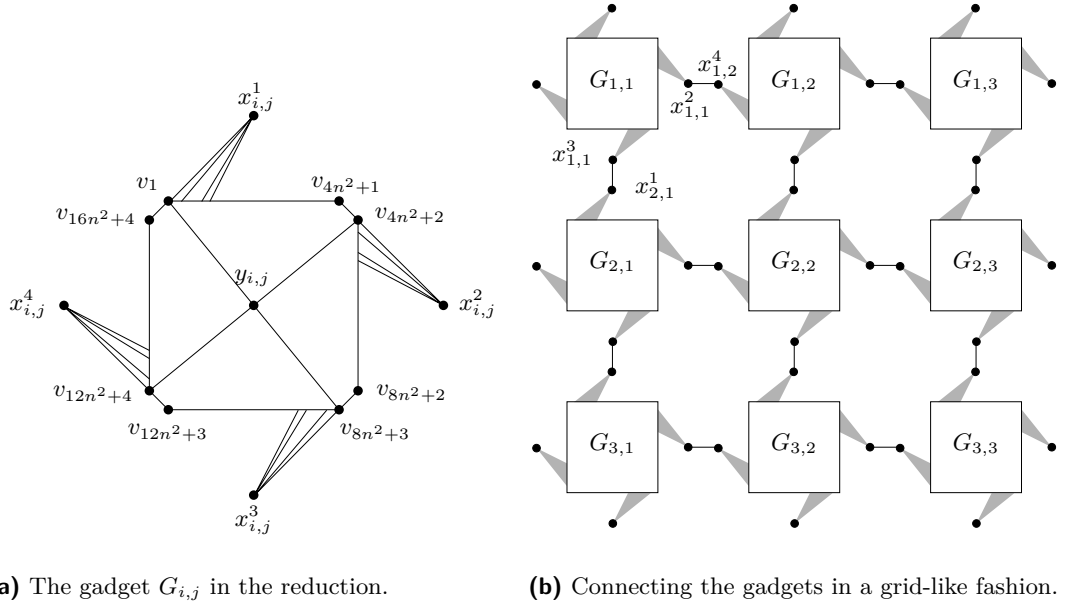 x^1_{i,j}
v_1
v_{4n^2+1}
v_{16n^2+4}
v_{4n^2+2}
y_{i,j}
x^4_{i,j}
x^2_{i,j}
v_{12n^2+4}
v_{8n^2+2}
v_{12n^2+3}
v_{8n^2+3}
x^3_{i,j}
a) The gadget G_{i,j} in the reduction.
G_{1,1}
x^4_{1,2}
G_{1,2}
G_{1,3}
x^2_{1,1}
x^3_{1,1}
x^1_{2,1}
G_{2,1}
G_{2,2}
G_{2,3}
G_{3,1}
G_{3,2}
G_{3,3}
(b) Connecting the gadgets in a grid-like fashion.